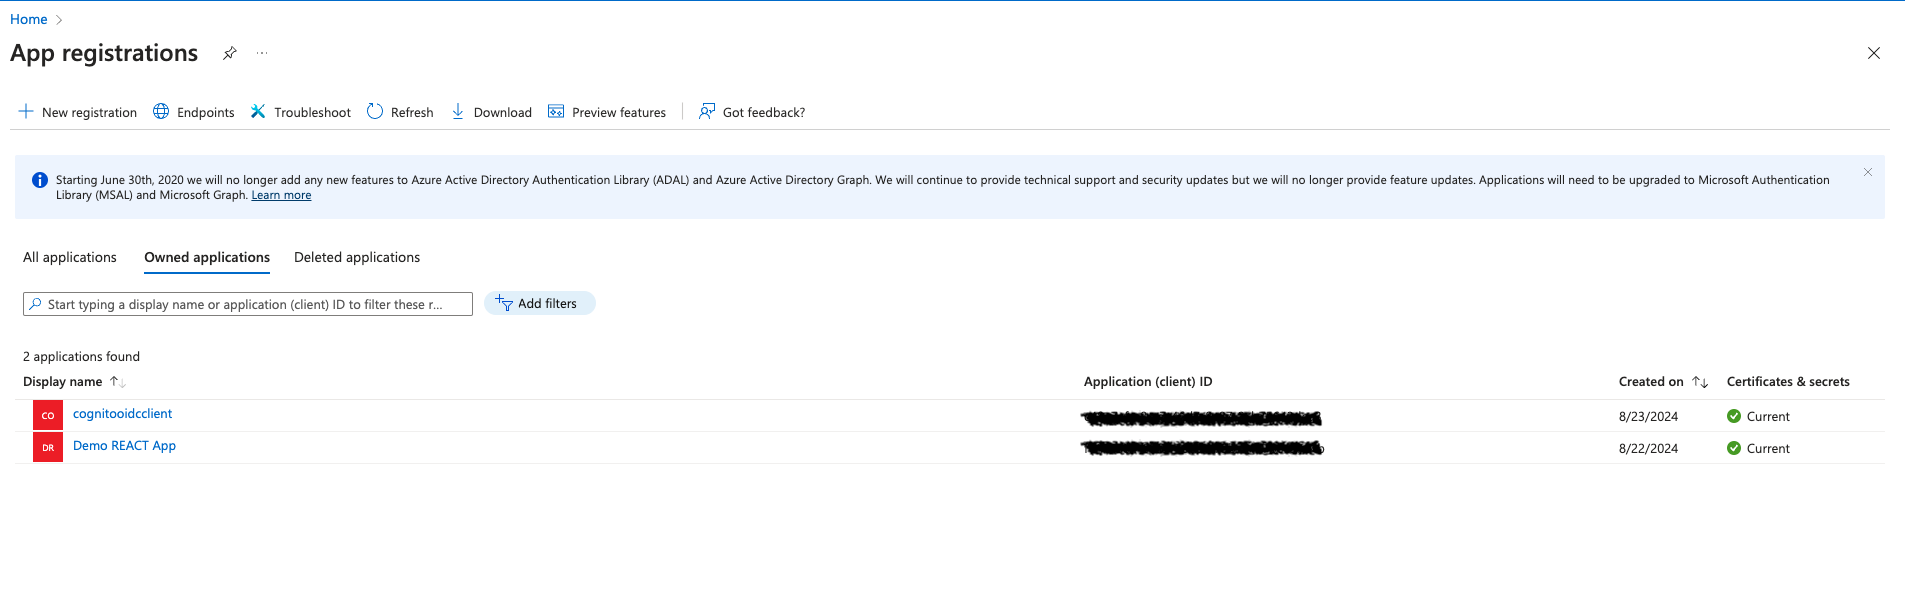 Home
App registrations
New registration Endpoints Troubleshoot Refresh Download Preview features Got feedback?
Starting June 30th, 2020 we will no longer add any new features to Azure Active Directory Authentication Library (ADAL) and Azure Active Directory Graph. We will continue to provide technical support and security updates but we will no longer provide feature updates. Applications will need to be upgraded to Microsoft Authentication
Library (MSAL) and Microsoft Graph. Learn more
All applications Owned applications Deleted applications
Start typing a display name or application (client) ID to filter these r... Add filters
2 applications found
Display name Application (client) ID Created on Certificates & secrets
CO cognitooidcclient 8/23/2024 Current
DR Demo REACT App 8/22/2024 Current